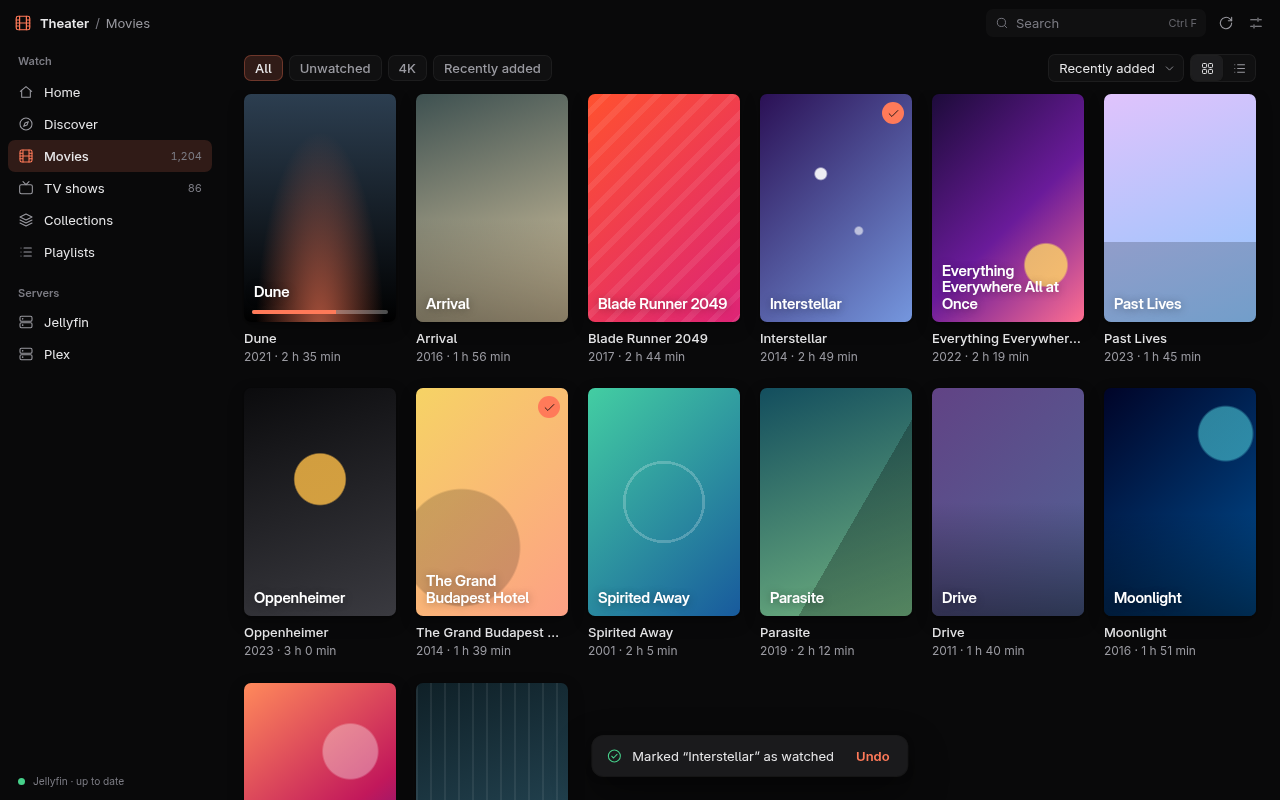 Theater / Movies
Search
Ctrl F
Watch
Home
Discover
Movies
1,204
TV shows
86
Collections
Playlists
Servers
Jellyfin
Plex
Jellyfin · up to date
All
Unwatched
4K
Recently added
Recently added
Dune
Arrival
Blade Runner 2049
Interstellar
Everything
Everywhere All at
Once
Past Lives
Dune
2021 · 2 h 35 min
Arrival
2016 · 1 h 56 min
Blade Runner 2049
2017 · 2 h 44 min
Interstellar
2014 · 2 h 49 min
Everything Everywher…
2022 · 2 h 19 min
Past Lives
2023 · 1 h 45 min
Oppenheimer
The Grand
Budapest Hotel
Spirited Away
Parasite
Drive
Moonlight
Oppenheimer
2023 · 3 h 0 min
The Grand Budapest …
2014 · 1 h 39 min
Spirited Away
2001 · 2 h 5 min
Parasite
2019 · 2 h 12 min
Drive
2011 · 1 h 40 min
Moonlight
2016 · 1 h 51 min
Marked “Interstellar” as watched
Undo